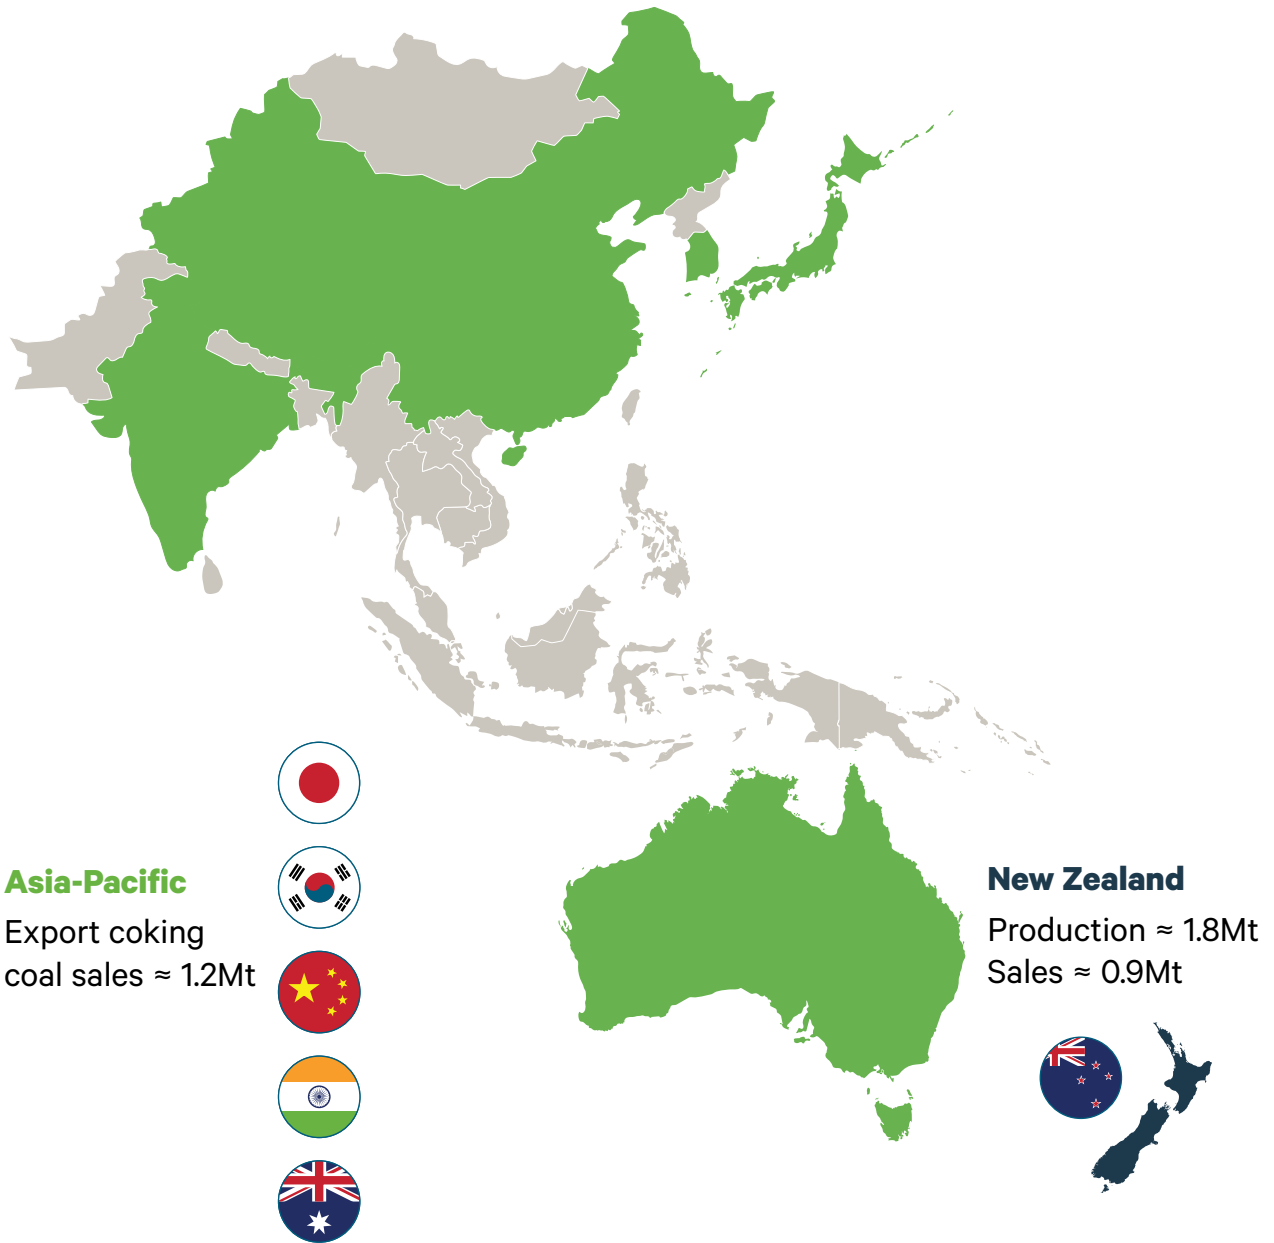 Asia-Pacific
Export coking
coal sales ≈ 1.2Mt
New Zealand
Production ≈ 1.8Mt
Sales ≈ 0.9Mt